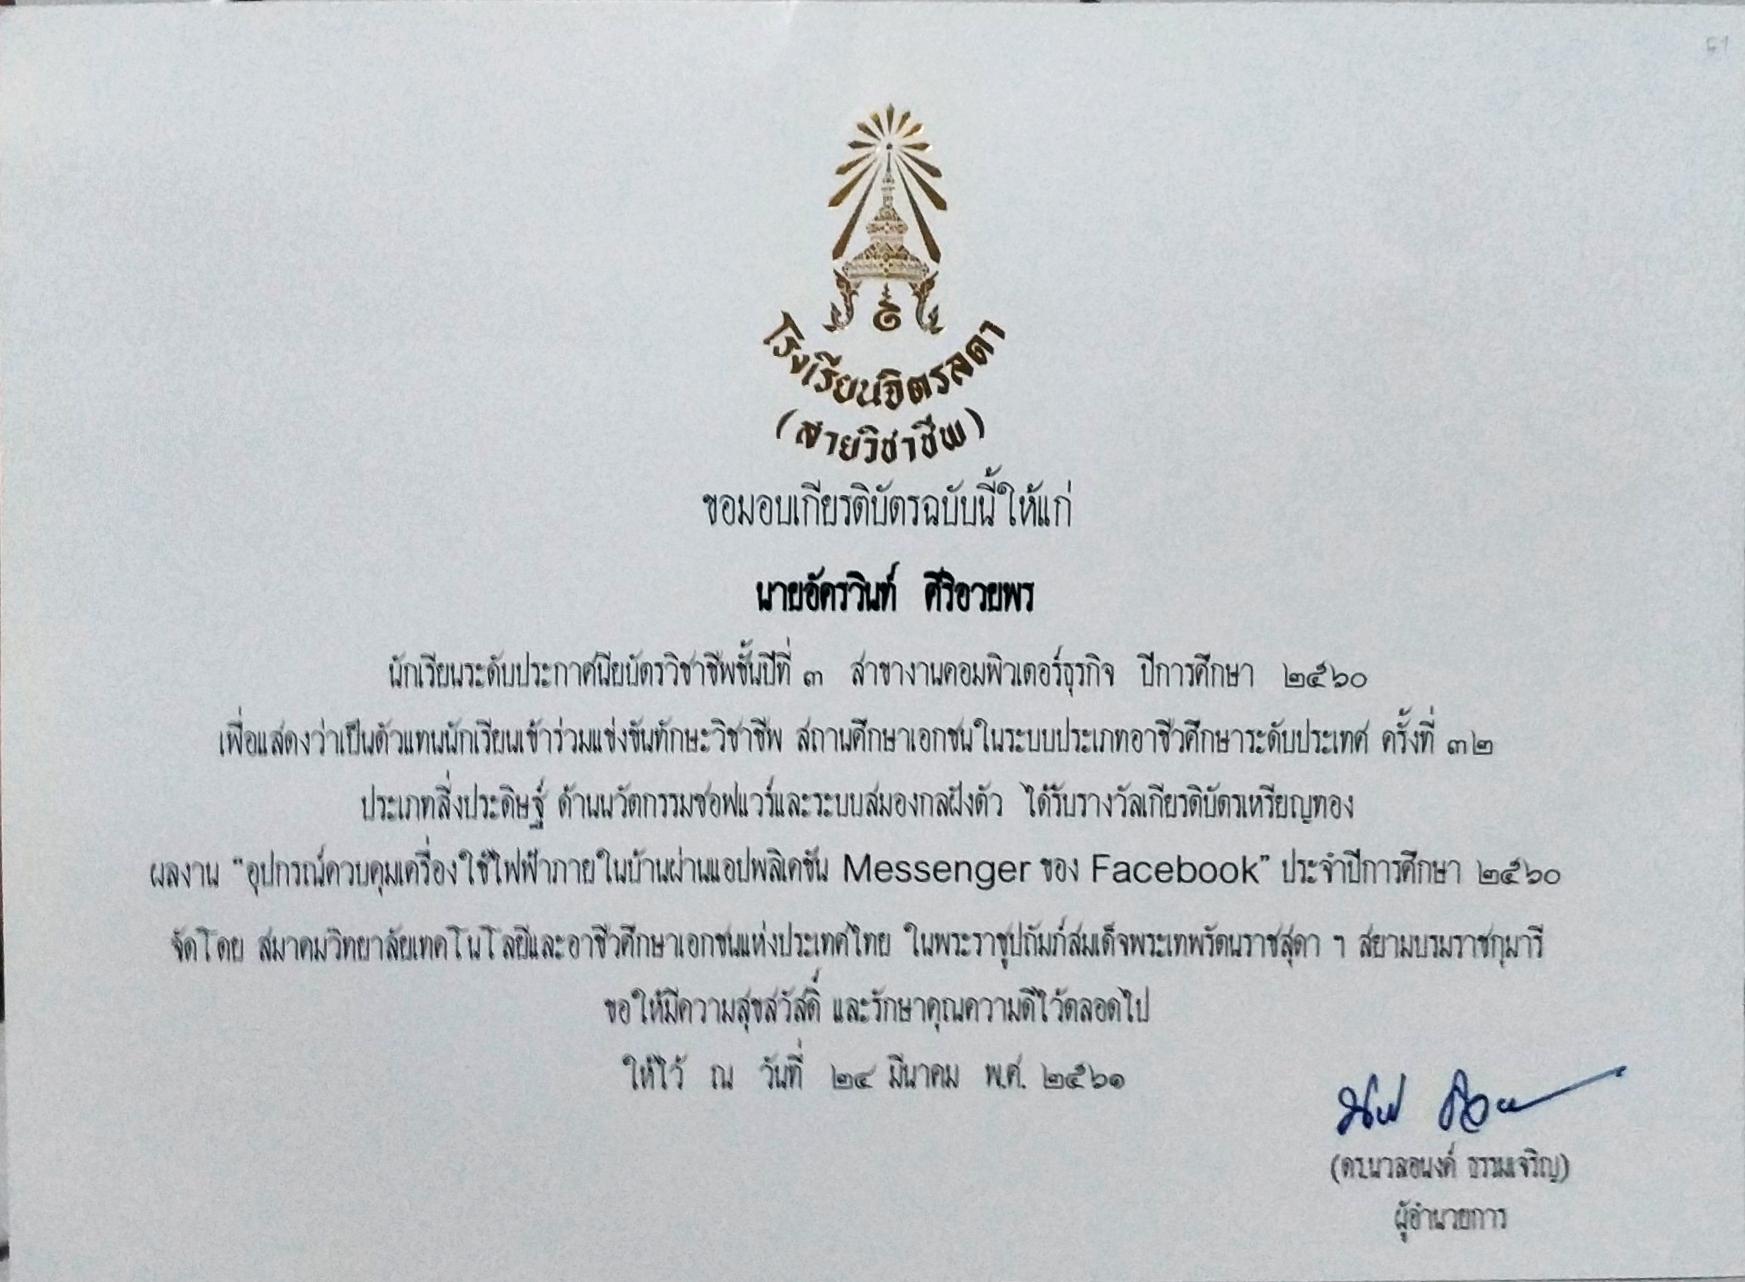 โรงเรียนจิตรลดา
(สายวิชาชีพ)
ขอมอบเกียรติบัตรฉบับนี้ให้แก่
นายอัครวินท์ ศิริอวยพร
นักเรียนระดับประกาศนียบัตรวิชาชีพชั้นปีที่ ๓ สาขางานคอมพิวเตอร์ธุรกิจ ปีการศึกษา ๒๕๖๐
เพื่อแสดงว่าเป็นตัวแทนนักเรียนเข้าร่วมแข่งขันทักษะวิชาชีพ สถานศึกษาเอกชนในระบบประเภทอาชีวศึกษาระดับประเทศ ครั้งที่ ๓๒
ประเภทสิ่งประดิษฐ์ ด้านนวัตกรรมซอฟแวร์และระบบสมองกลฝังตัว ได้รับรางวัลเกียรติบัตรเหรียญทอง
ผลงาน "อุปกรณ์ควบคุมเครื่องใช้ไฟฟ้าภายในบ้านผ่านแอปพลิเคชัน Messenger ของ Facebook" ประจำปีการศึกษา ๒๕๖๐
จัดโดย สมาคมวิทยาลัยเทคโนโลยีและอาชีวศึกษาเอกชนแห่งประเทศไทย ในพระราชูปถัมภ์สมเด็จพระเทพรัตนราชสุดา ฯ สยามบรมราชกุมารี
ขอให้มีความสุขสวัสดิ์ และรักษาคุณความดีไว้ตลอดไป
ให้ไว้ ณ วันที่ ๒๔ มีนาคม พ.ศ. ๒๕๖๑
(ดร.นวลอนงค์ ธรรมเจริญ)
ผู้อำนวยการ